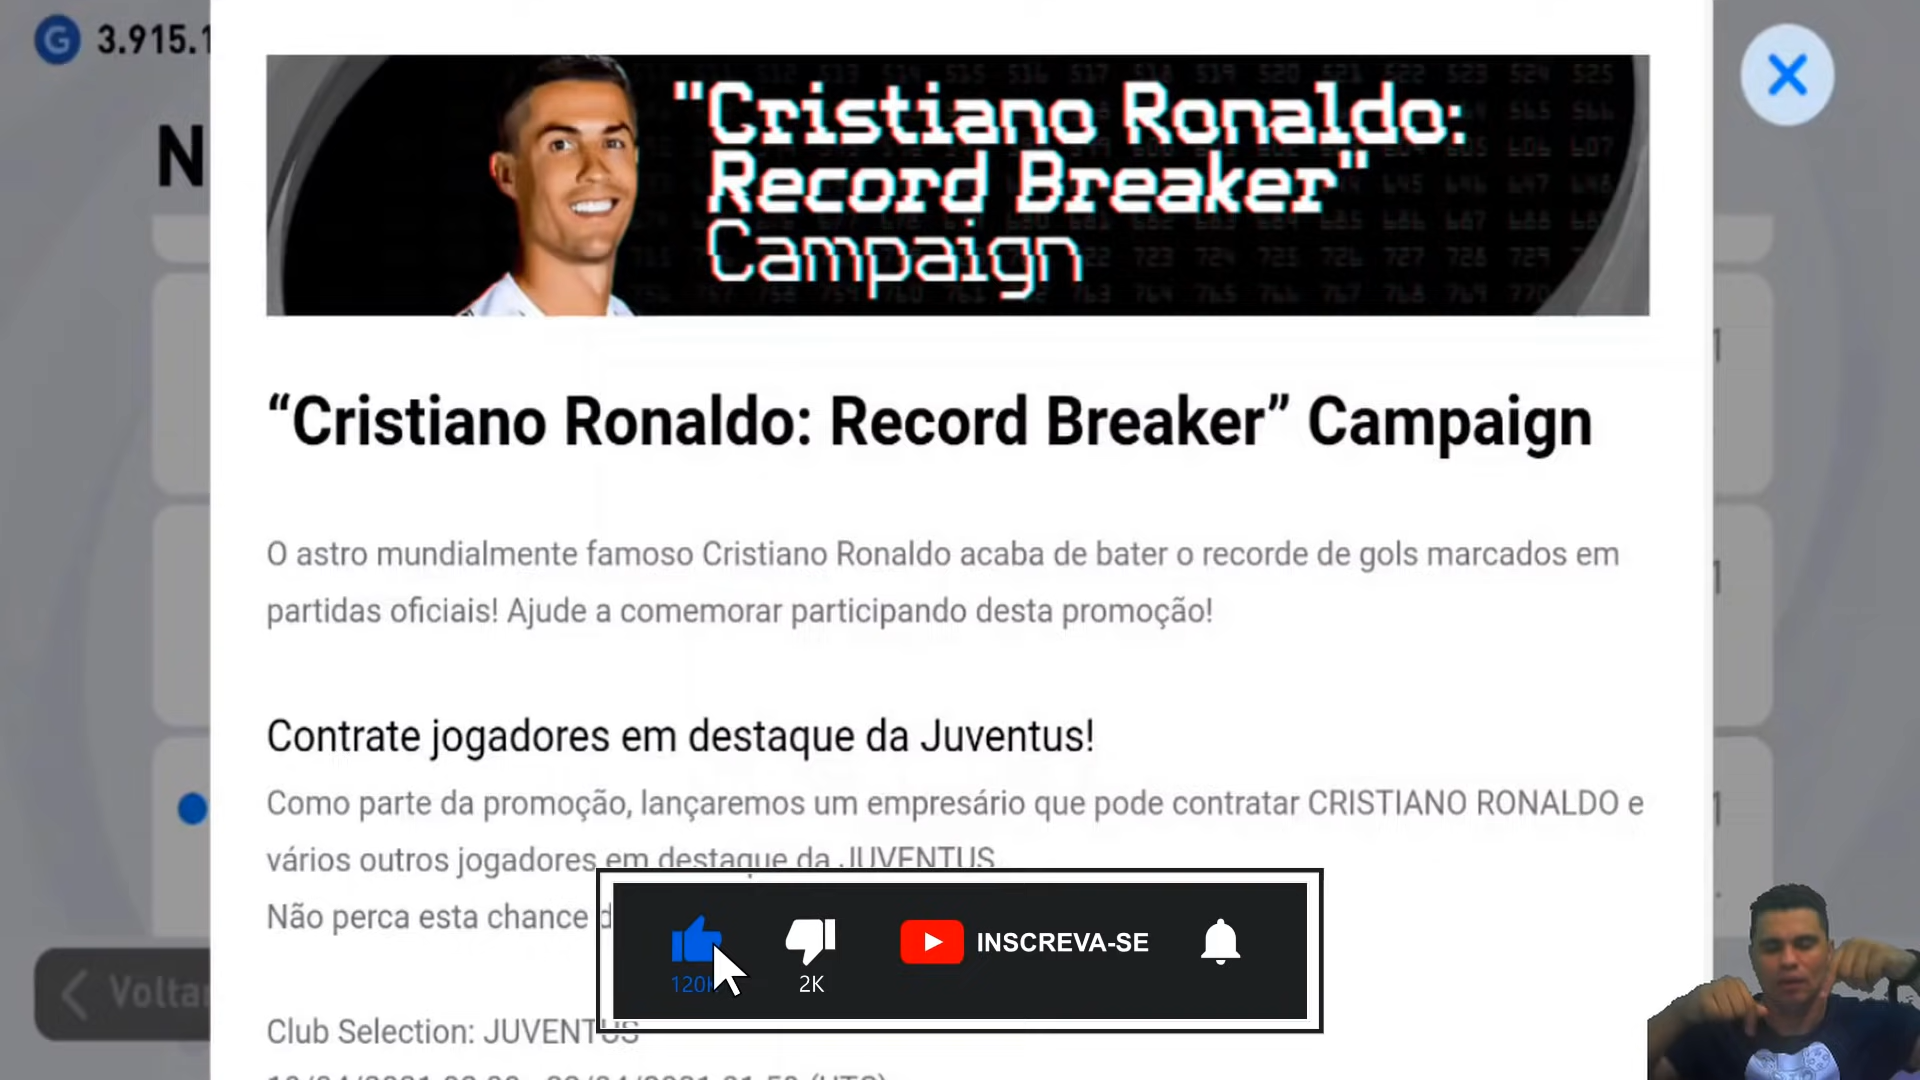 G 3.915.1
"Cristiano Ronaldo:
Record Breaker"
Campaign
N
“Cristiano Ronaldo: Record Breaker” Campaign
O astro mundialmente famoso Cristiano Ronaldo acaba de bater o recorde de gols marcados em
partidas oficiais! Ajude a comemorar participando desta promoção!
Contrate jogadores em destaque da Juventus!
Como parte da promoção, lançaremos um empresário que pode contratar CRISTIANO RONALDO e
vários outros jogadores em destaque da JUVENTUS
Não perca esta chance d
INSCREVA-SE
120K
2K
Volta
Club Selection: JUVENTUS